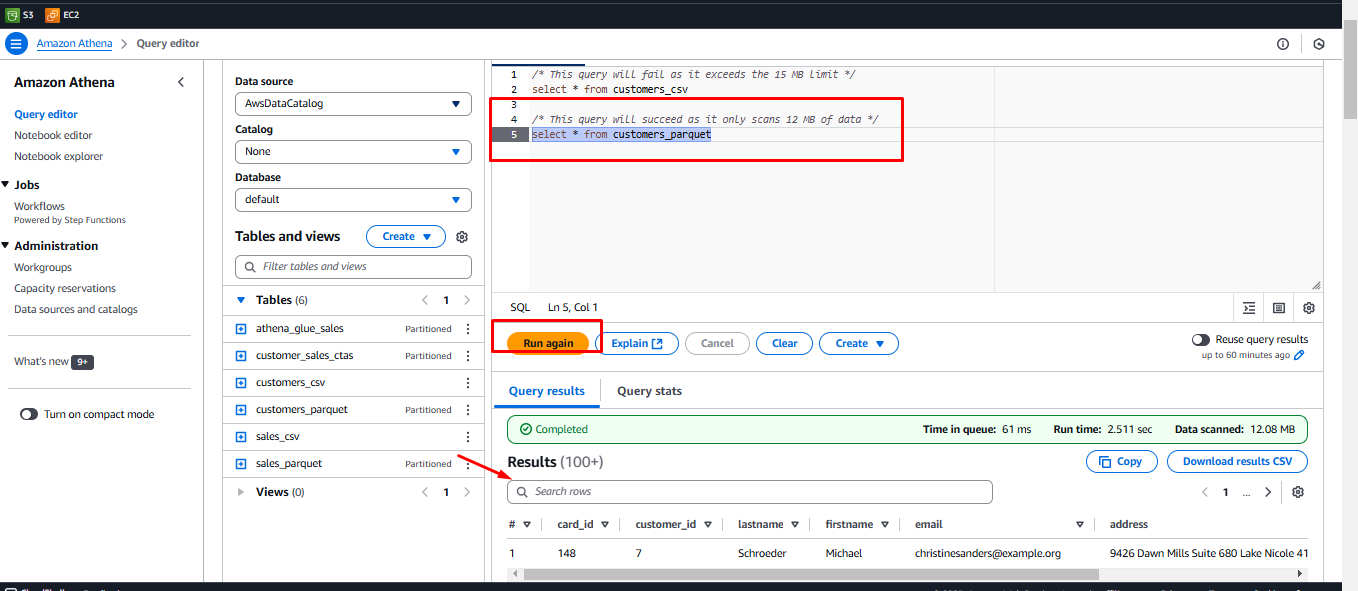 S3 EC2
Amazon Athena > Query editor
Amazon Athena
Query editor
Notebook editor
Notebook explorer
Jobs
Workflows
Powered by Step Functions
Administration
Workgroups
Capacity reservations
Data sources and catalogs
What's new 9+
Turn on compact mode
Data source
AwsDataCatalog
Catalog
None
Database
default
Tables and views Create
Filter tables and views
Tables (6) < 1 >
athena_glue_sales Partitioned
customer_sales_ctas Partitioned
customers_csv
customers_parquet Partitioned
sales_csv
sales_parquet Partitioned
Views (0) < 1 >
1 /* This query will fail as it exceeds the 15 MB limit */
2 select * from customers_csv
3
4 /* This query will succeed as it only scans 12 MB of data */
5 select * from customers_parquet
SQL Ln 5, Col 1
Run again Explain Cancel Clear Create
Reuse query results
up to 60 minutes ago
Query results Query stats
Completed Time in queue: 61 ms Run time: 2.511 sec Data scanned: 12.08 MB
Results (100+) Copy Download results CSV
Search rows < 1 ... >
# card_id customer_id lastname firstname email address
1 148 7 Schroeder Michael christinesanders@example.org 9426 Dawn Mills Suite 680 Lake Nicole 41